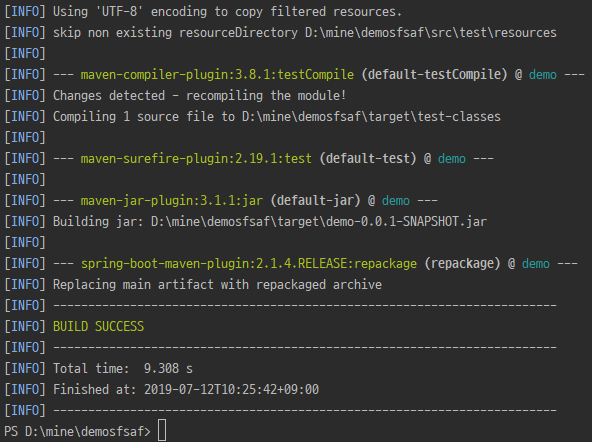 [INFO] Using 'UTF-8' encoding to copy filtered resources.
[INFO] skip non existing resourceDirectory D:\mine\demosfsaf\src\test\resources
[INFO]
[INFO] --- maven-compiler-plugin:3.8.1:testCompile (default-testCompile) @ demo ---
[INFO] Changes detected - recompiling the module!
[INFO] Compiling 1 source file to D:\mine\demosfsaf\target\test-classes
[INFO]
[INFO] --- maven-surefire-plugin:2.19.1:test (default-test) @ demo ---
[INFO]
[INFO] --- maven-jar-plugin:3.1.1:jar (default-jar) @ demo ---
[INFO] Building jar: D:\mine\demosfsaf\target\demo-0.0.1-SNAPSHOT.jar
[INFO]
[INFO] --- spring-boot-maven-plugin:2.1.4.RELEASE:repackage (repackage) @ demo ---
[INFO] Replacing main artifact with repackaged archive
[INFO] ------------------------------------------------------------------------
[INFO] BUILD SUCCESS
[INFO] ------------------------------------------------------------------------
[INFO] Total time:  9.308 s
[INFO] Finished at: 2019-07-12T10:25:42+09:00
[INFO] ------------------------------------------------------------------------
PS D:\mine\demosfsaf>